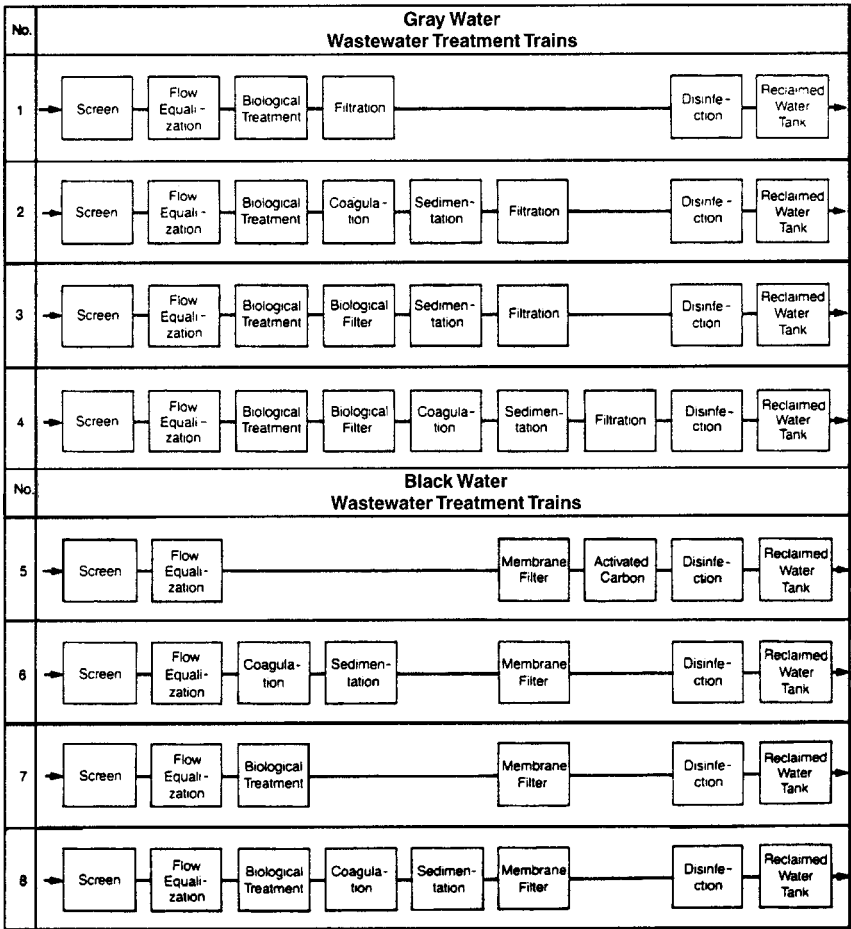 No.
Gray Water
Wastewater Treatment Trains
1
Screen
Flow
Equali-
zation
Biological
Treatment
Filtration
Disinfe-
ction
Reclaimed
Water
Tank
2
Screen
Flow
Equali-
zation
Biological
Treatment
Coagula-
tion
Sedimen-
tation
Filtration
Disinfe-
ction
Reclaimed
Water
Tank
3
Screen
Flow
Equali-
zation
Biological
Treatment
Biological
Filter
Sedimen-
tation
Filtration
Disinfe-
ction
Reclaimed
Water
Tank
4
Screen
Flow
Equali-
zation
Biological
Treatment
Biological
Filter
Coagula-
tion
Sedimen-
tation
Filtration
Disinfe-
ction
Reclaimed
Water
Tank
No.
Black Water
Wastewater Treatment Trains
5
Screen
Flow
Equali-
zation
Membrane
Filter
Activated
Carbon
Disinfe-
ction
Reclaimed
Water
Tank
6
Screen
Flow
Equali-
zation
Coagula-
tion
Sedimen-
tation
Membrane
Filter
Disinfe-
ction
Reclaimed
Water
Tank
7
Screen
Flow
Equali-
zation
Biological
Treatment
Membrane
Filter
Disinfe-
ction
Reclaimed
Water
Tank
8
Screen
Flow
Equali-
zation
Biological
Treatment
Coagula-
tion
Sedimen-
tation
Membrane
Filter
Disinfe-
ction
Reclaimed
Water
Tank